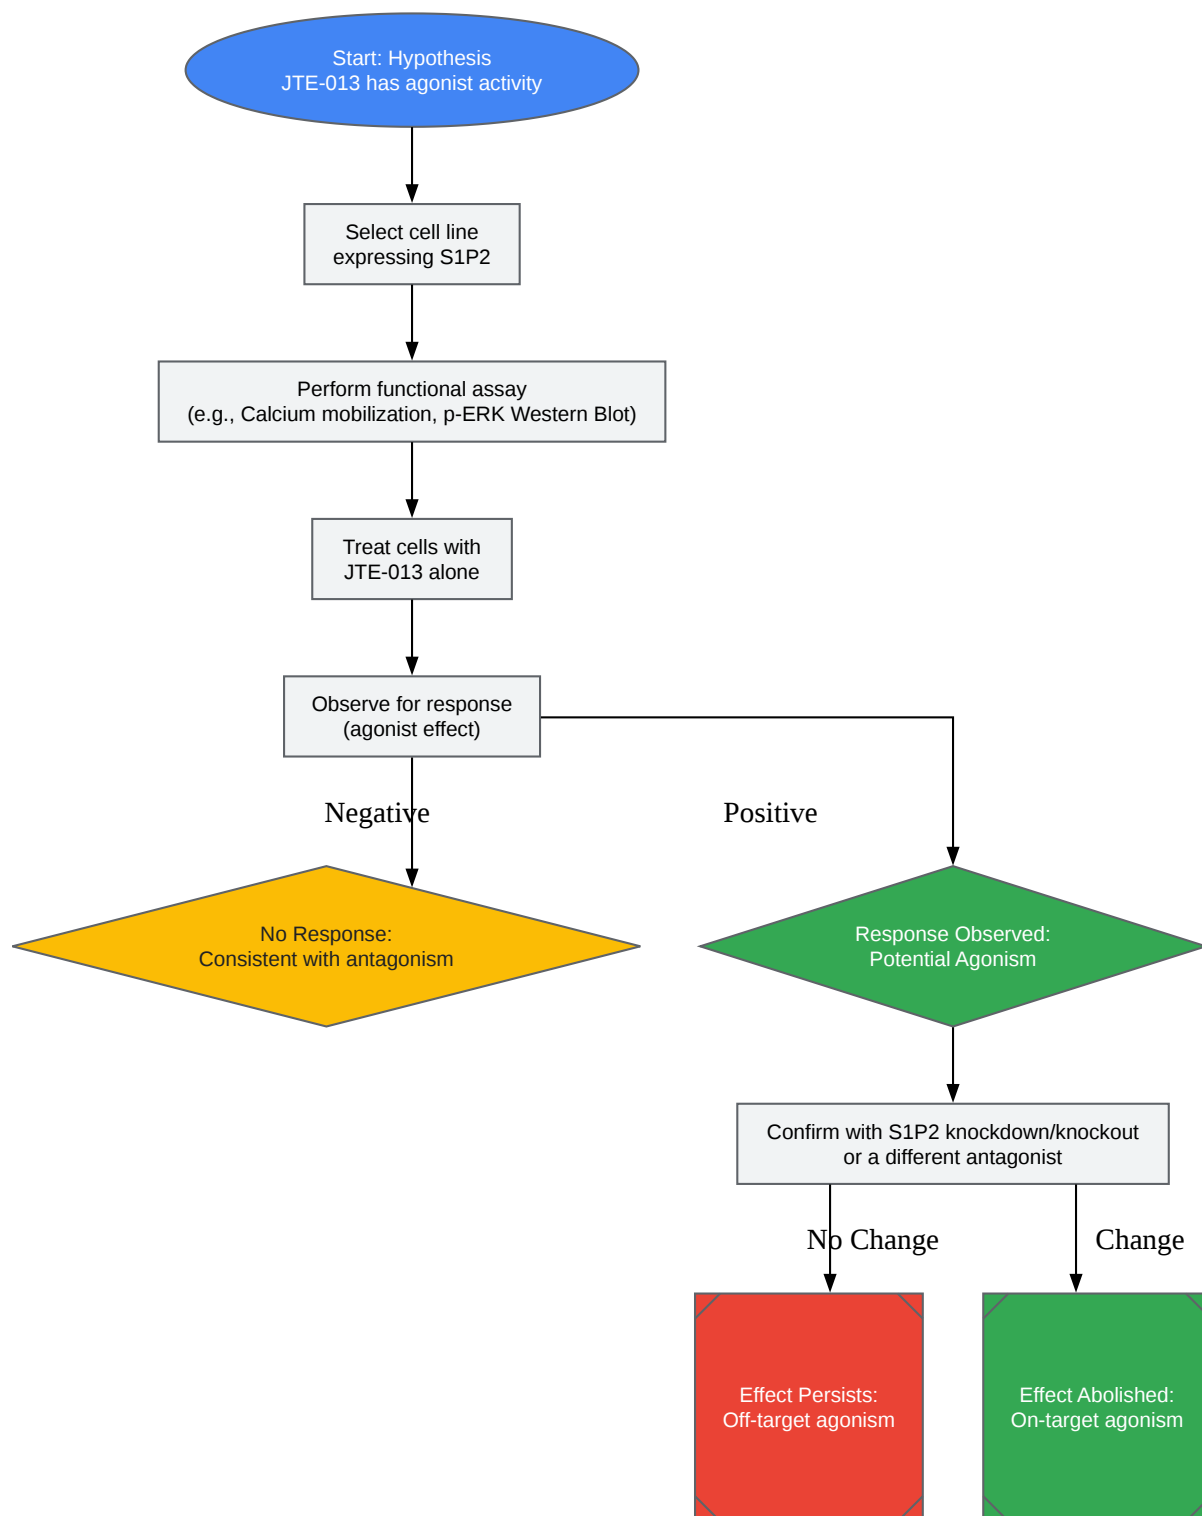 Start: Hypothesis
JTE-013 has agonist activity
Select cell line
expressing S1P2
Perform functional assay
(e.g., Calcium mobilization, p-ERK Western Blot)
Treat cells with
JTE-013 alone
Observe for response
(agonist effect)
Negative
Positive
No Response:
Consistent with antagonism
Response Observed:
Potential Agonism
Confirm with S1P2 knockdown/knockout
or a different antagonist
No Change
Change
Effect Persists:
Off-target agonism
Effect Abolished:
On-target agonism